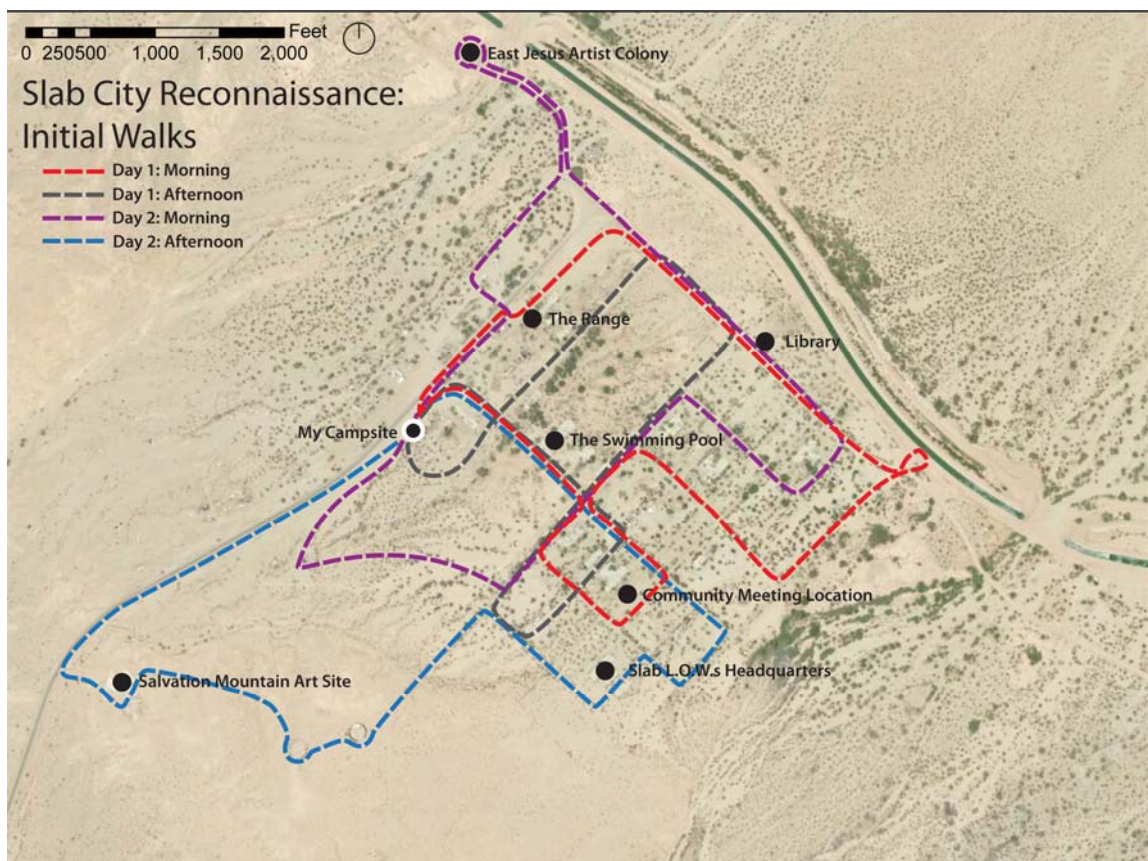 Feet
0 250500 1,000 1,500 2,000
Slab City Reconnaissance:
Initial Walks
Day 1: Morning
Day 1: Afternoon
Day 2: Morning
Day 2: Afternoon
East Jesus Artist Colony
The Range
Library
My Campsite
The Swimming Pool
Community Meeting Location
Slab L.O.W.s Headquarters
Salvation Mountain Art Site